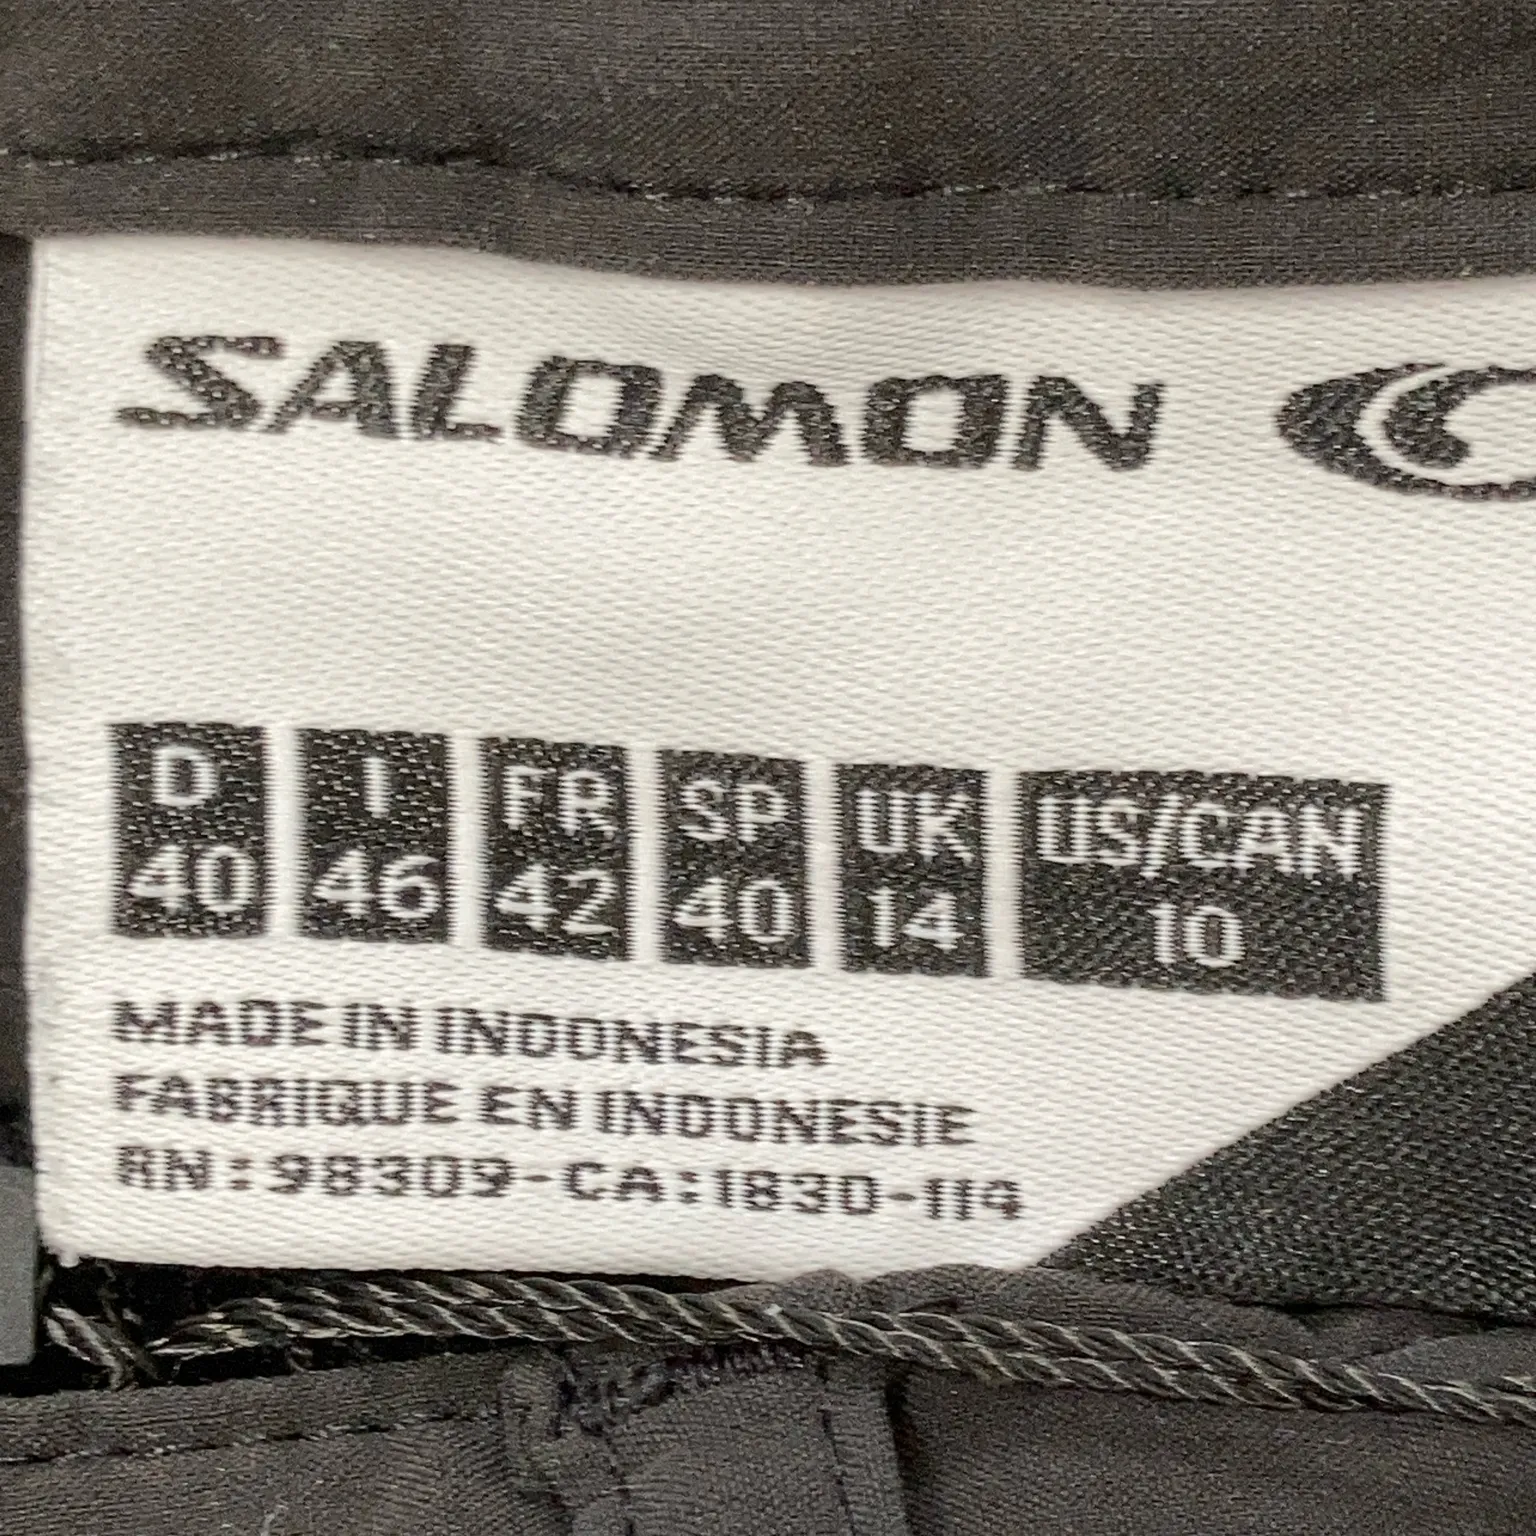 SALOMON
D I FR SP UK US/CAN
40 46 42 40 14 10
MADE IN INDONESIA
FABRIQUE EN INDONESIE
RN:98309-CA:1830-114